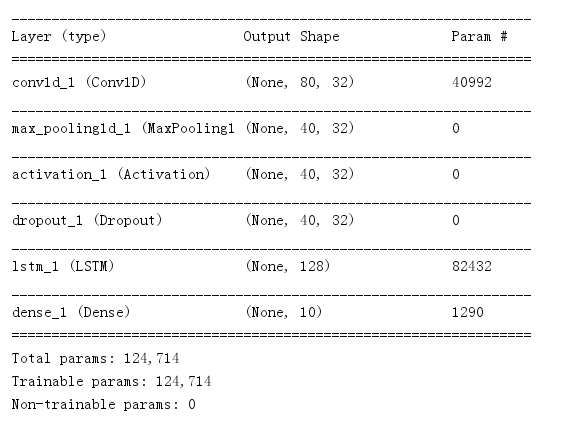 Layer (type) Output Shape Param #
conv1d_1 (Conv1D) (None, 80, 32) 40992
max_pooling1d_1 (MaxPooling1 (None, 40, 32) 0
activation_1 (Activation) (None, 40, 32) 0
dropout_1 (Dropout) (None, 40, 32) 0
lstm_1 (LSTM) (None, 128) 82432
dense_1 (Dense) (None, 10) 1290
Total params: 124,714
Trainable params: 124,714
Non-trainable params: 0